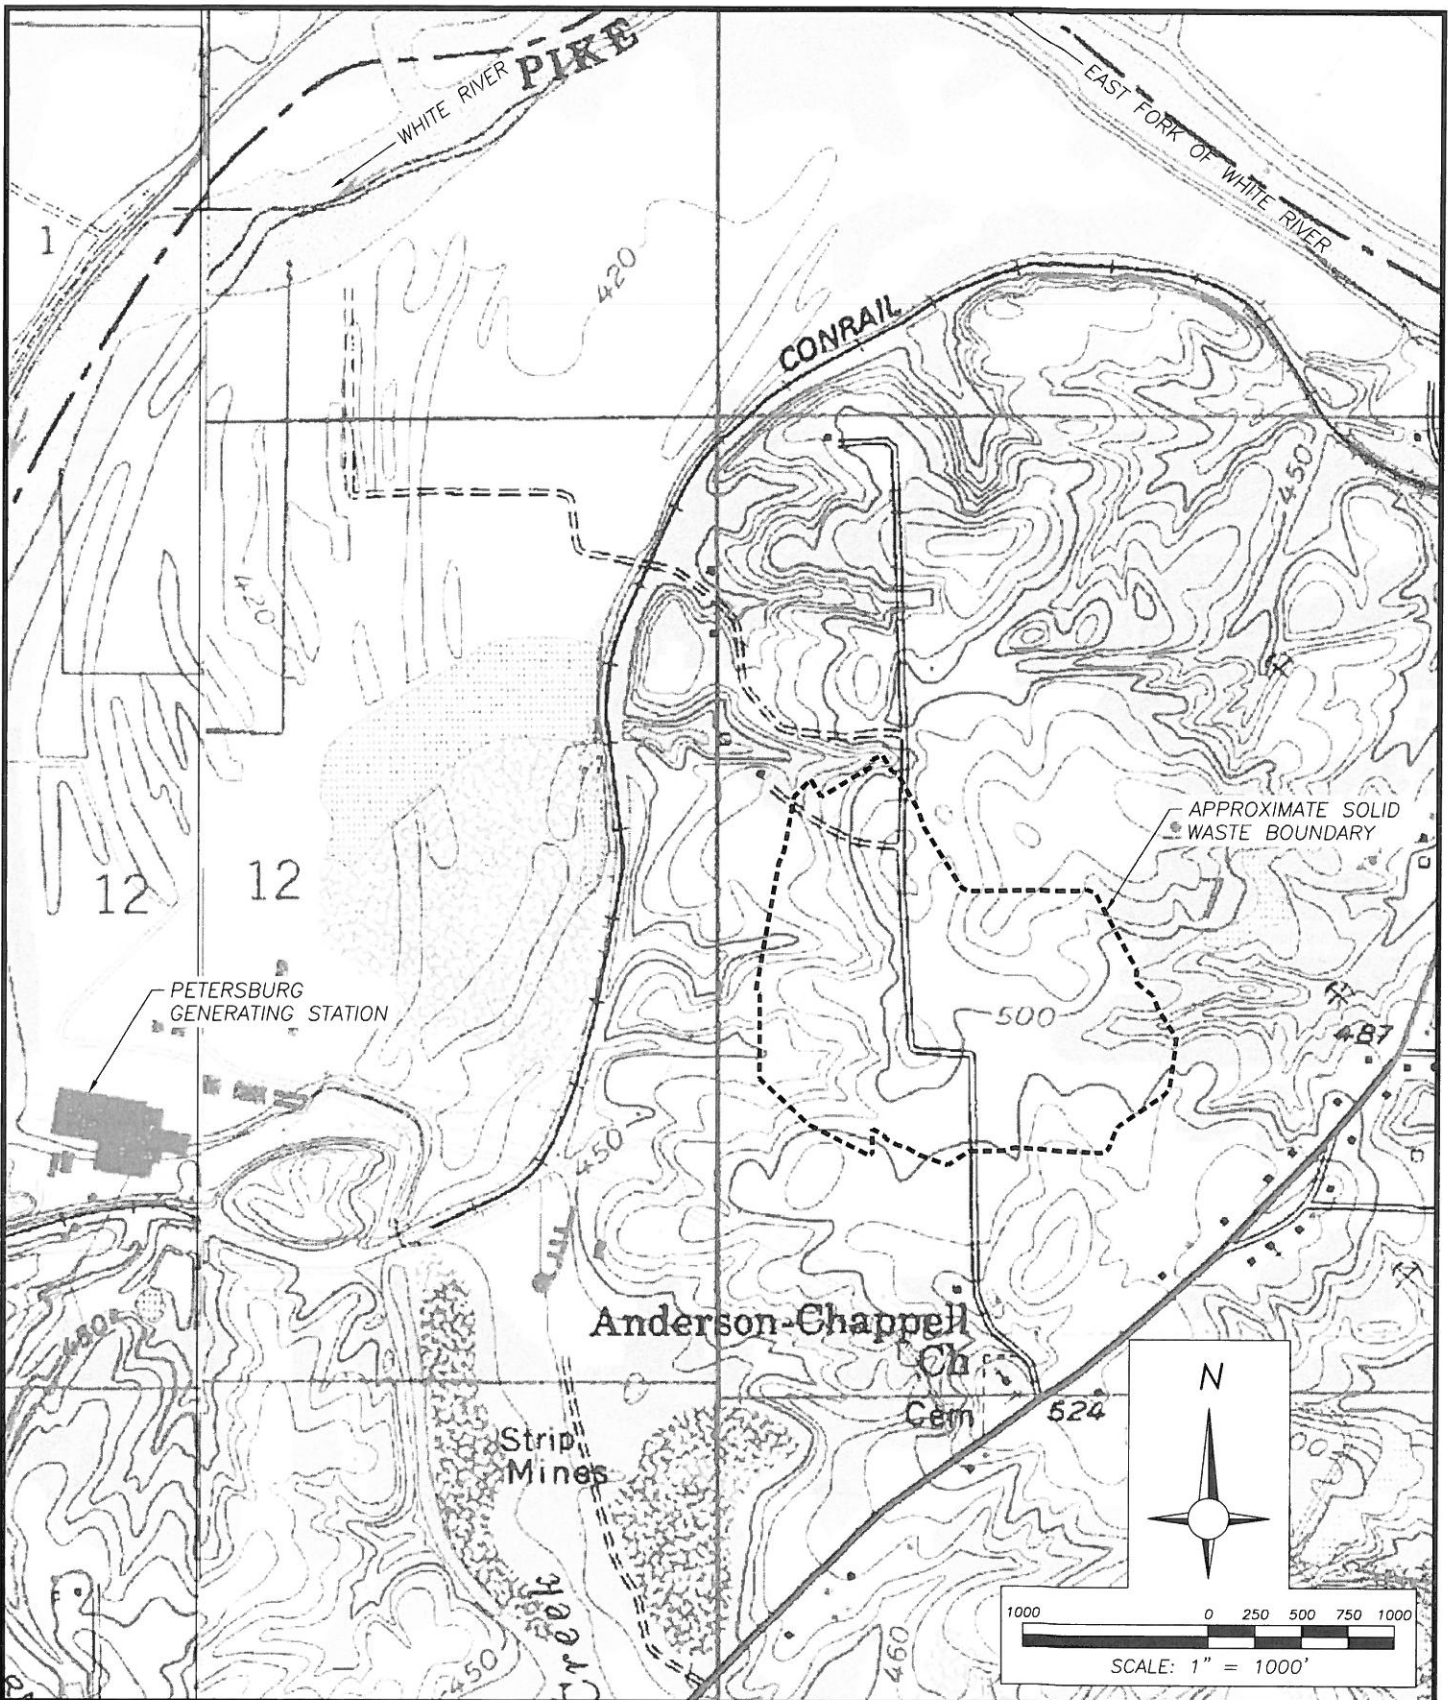 PIKE
WHITE RIVER
EAST FORK OF WHITE RIVER
1
420
CONRAIL
450
420
APPROXIMATE SOLID
WASTE BOUNDARY
12
12
PETERSBURG
GENERATING STATION
500
487
450
Anderson-Chappell
Ch
Cem
524
480
Strip
Mines
N
Creek
450
460
1000 0 250 500 750 1000
SCALE: 1" = 1000'